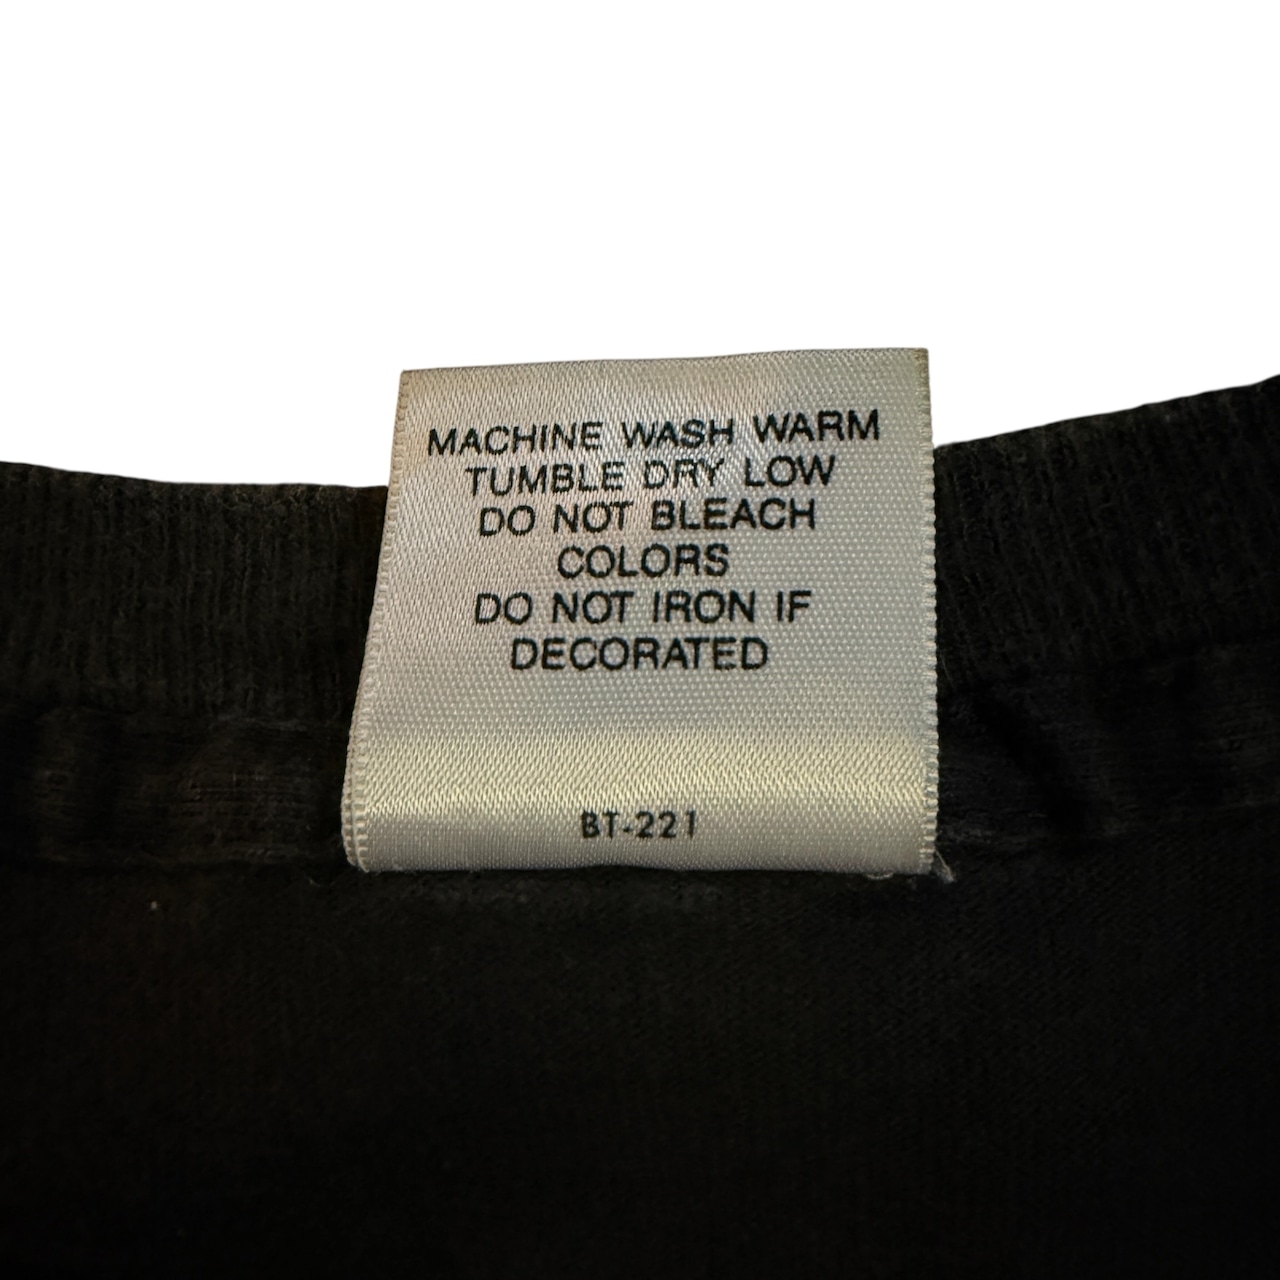 MACHINE WASH WARM
TUMBLE DRY LOW
DO NOT BLEACH
COLORS
DO NOT IRON IF
DECORATED
BT-221